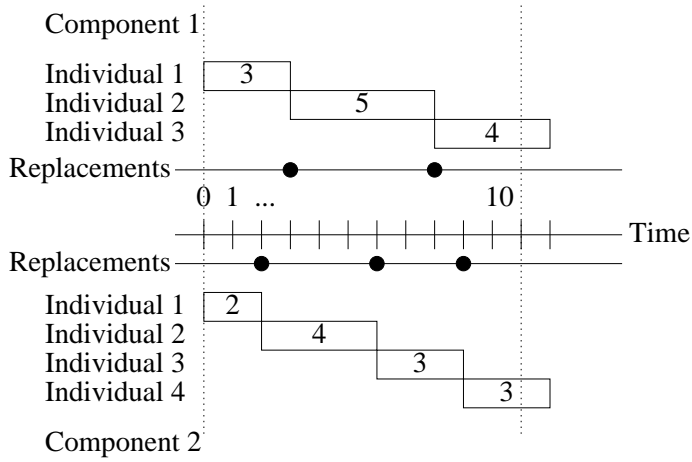 Component 1
Individual 1 3
Individual 2 5
Individual 3 4
Replacements
0 1 ... 10
Time
Replacements
Individual 1 2
Individual 2 4
Individual 3 3
Individual 4 3
Component 2